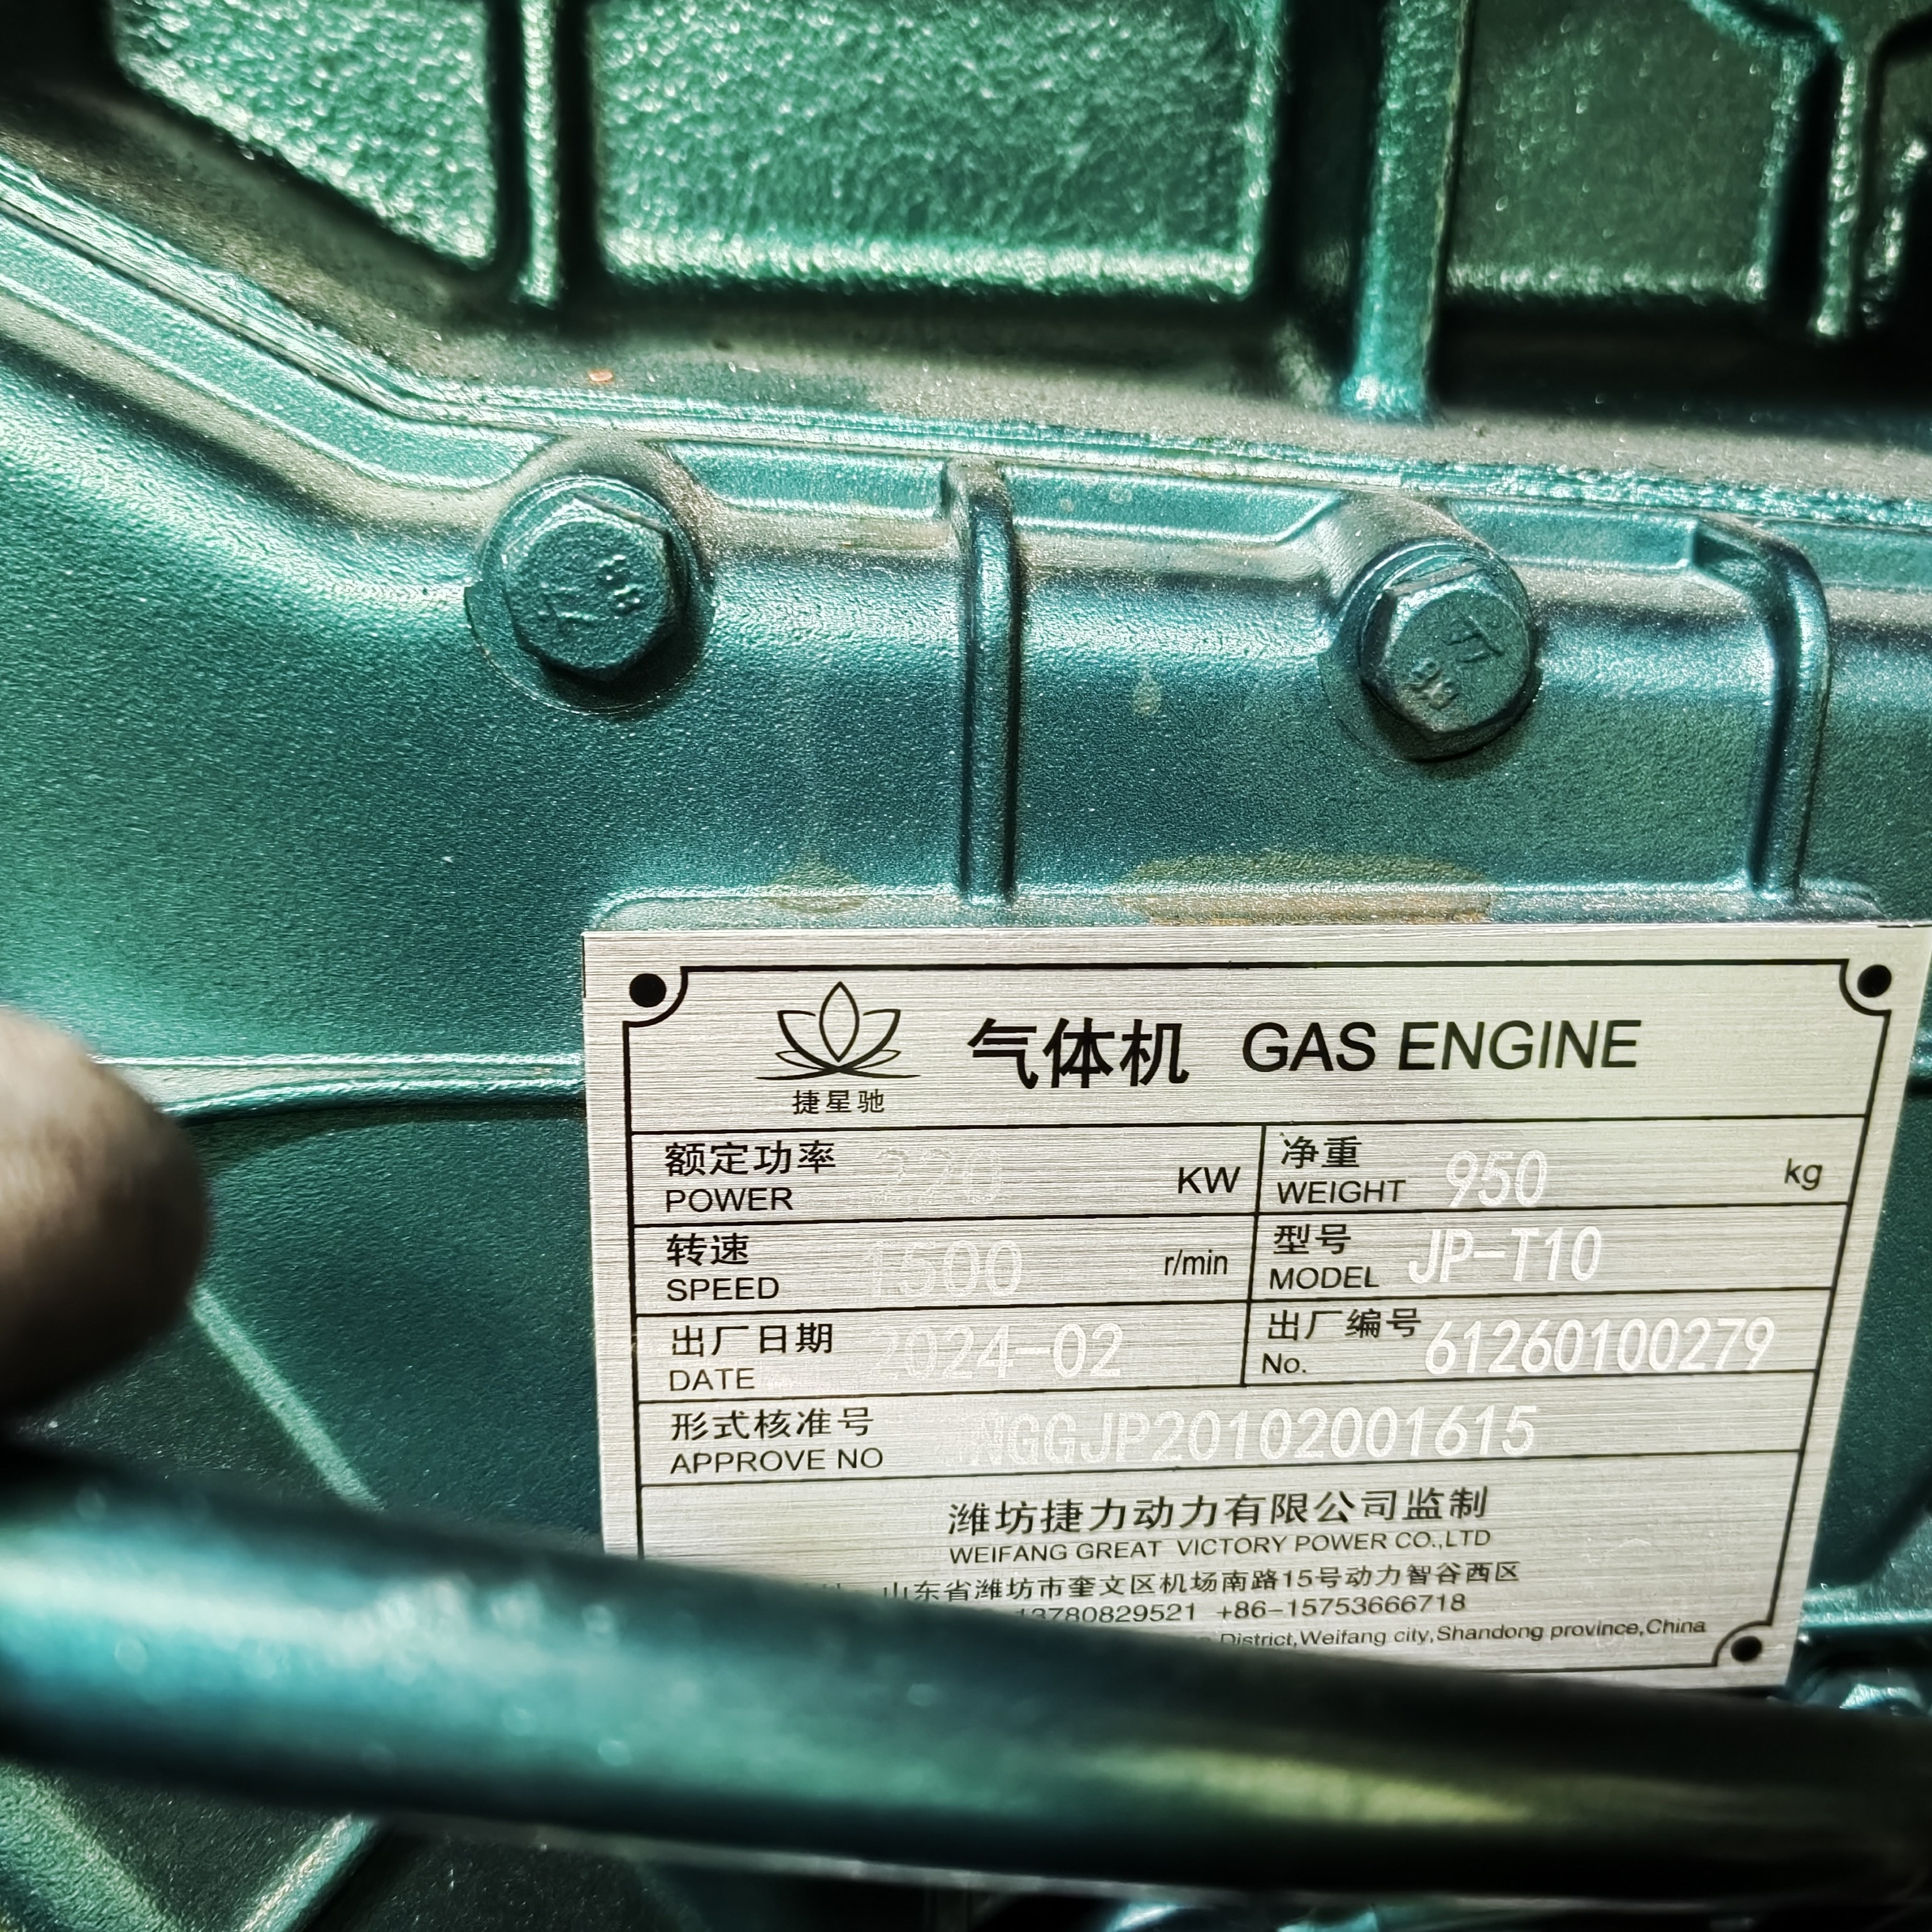 捷星驰
气体机 GAS ENGINE
额定功率 220 KW
POWER
净重 950 kg
WEIGHT
转速 1500 r/min
SPEED
型号 JP-T10
MODEL
出厂日期 2024-02
DATE
出厂编号 61260100279
No.
形式核准号 NGGJP20102001615
APPROVE NO
潍坊捷力动力有限公司监制
WEIFANG GREAT VICTORY POWER CO.,LTD
山东省潍坊市奎文区机场南路15号动力智谷西区
13780829521 +86-15753666718
District,Weifang city,Shandong province,China